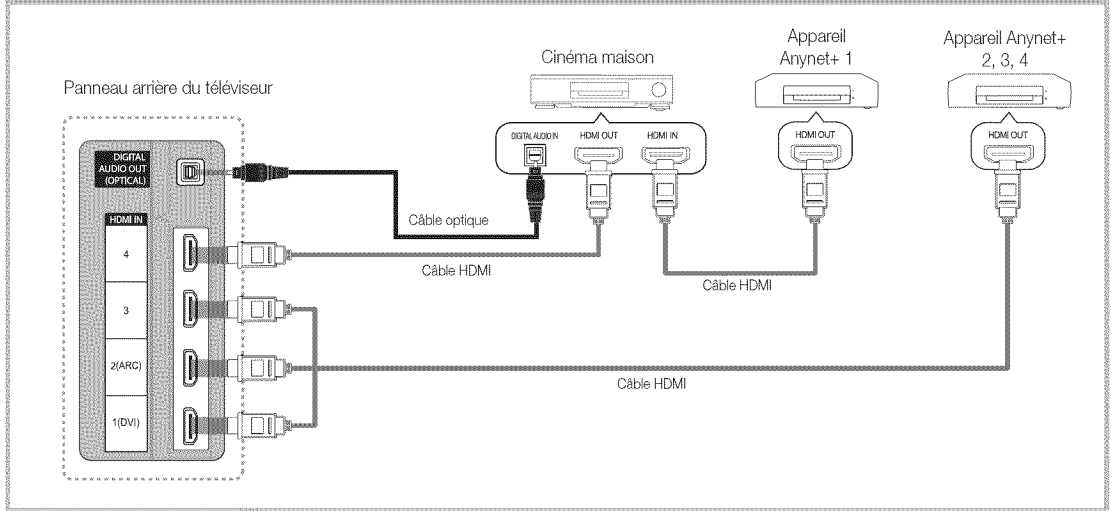 Panneau arrière du téléviseur
Cinéma maison
Appareil
Anynet+ 1
Appareil Anynet+
2, 3, 4
DIGITAL
AUDIO OUT
(OPTICAL)
DIGITAL AUDIO IN
HDMI OUT
HDMI IN
HDMI OUT
HDMI OUT
HDMI IN
4
3
2(ARC)
1(DVI)
Câble optique
Câble HDMI
Câble HDMI
Câble HDMI